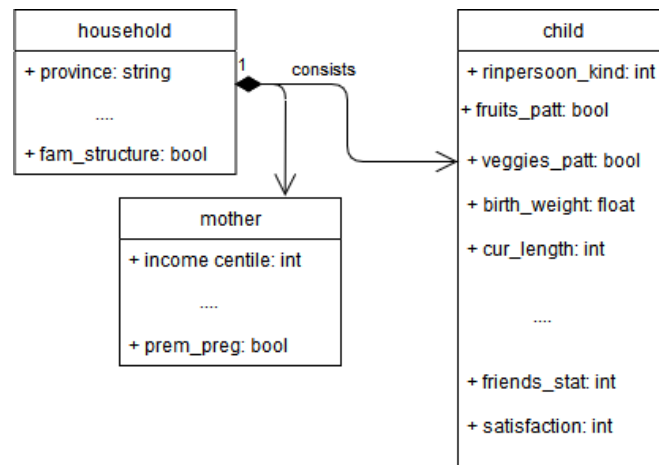 household
+ province: string
....
+ fam_structure: bool
1
consists
mother
+ income centile: int
....
+ prem_preg: bool
child
+ rinpersoon_kind: int
+ fruits_patt: bool
+ veggies_patt: bool
+ birth_weight: float
+ cur_length: int
....
+ friends_stat: int
+ satisfaction: int